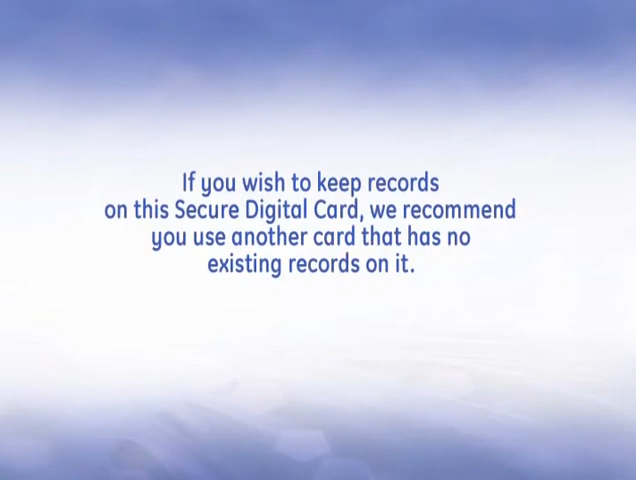 If you wish to keep records
on this Secure Digital Card, we recommend
you use another card that has no
existing records on it.